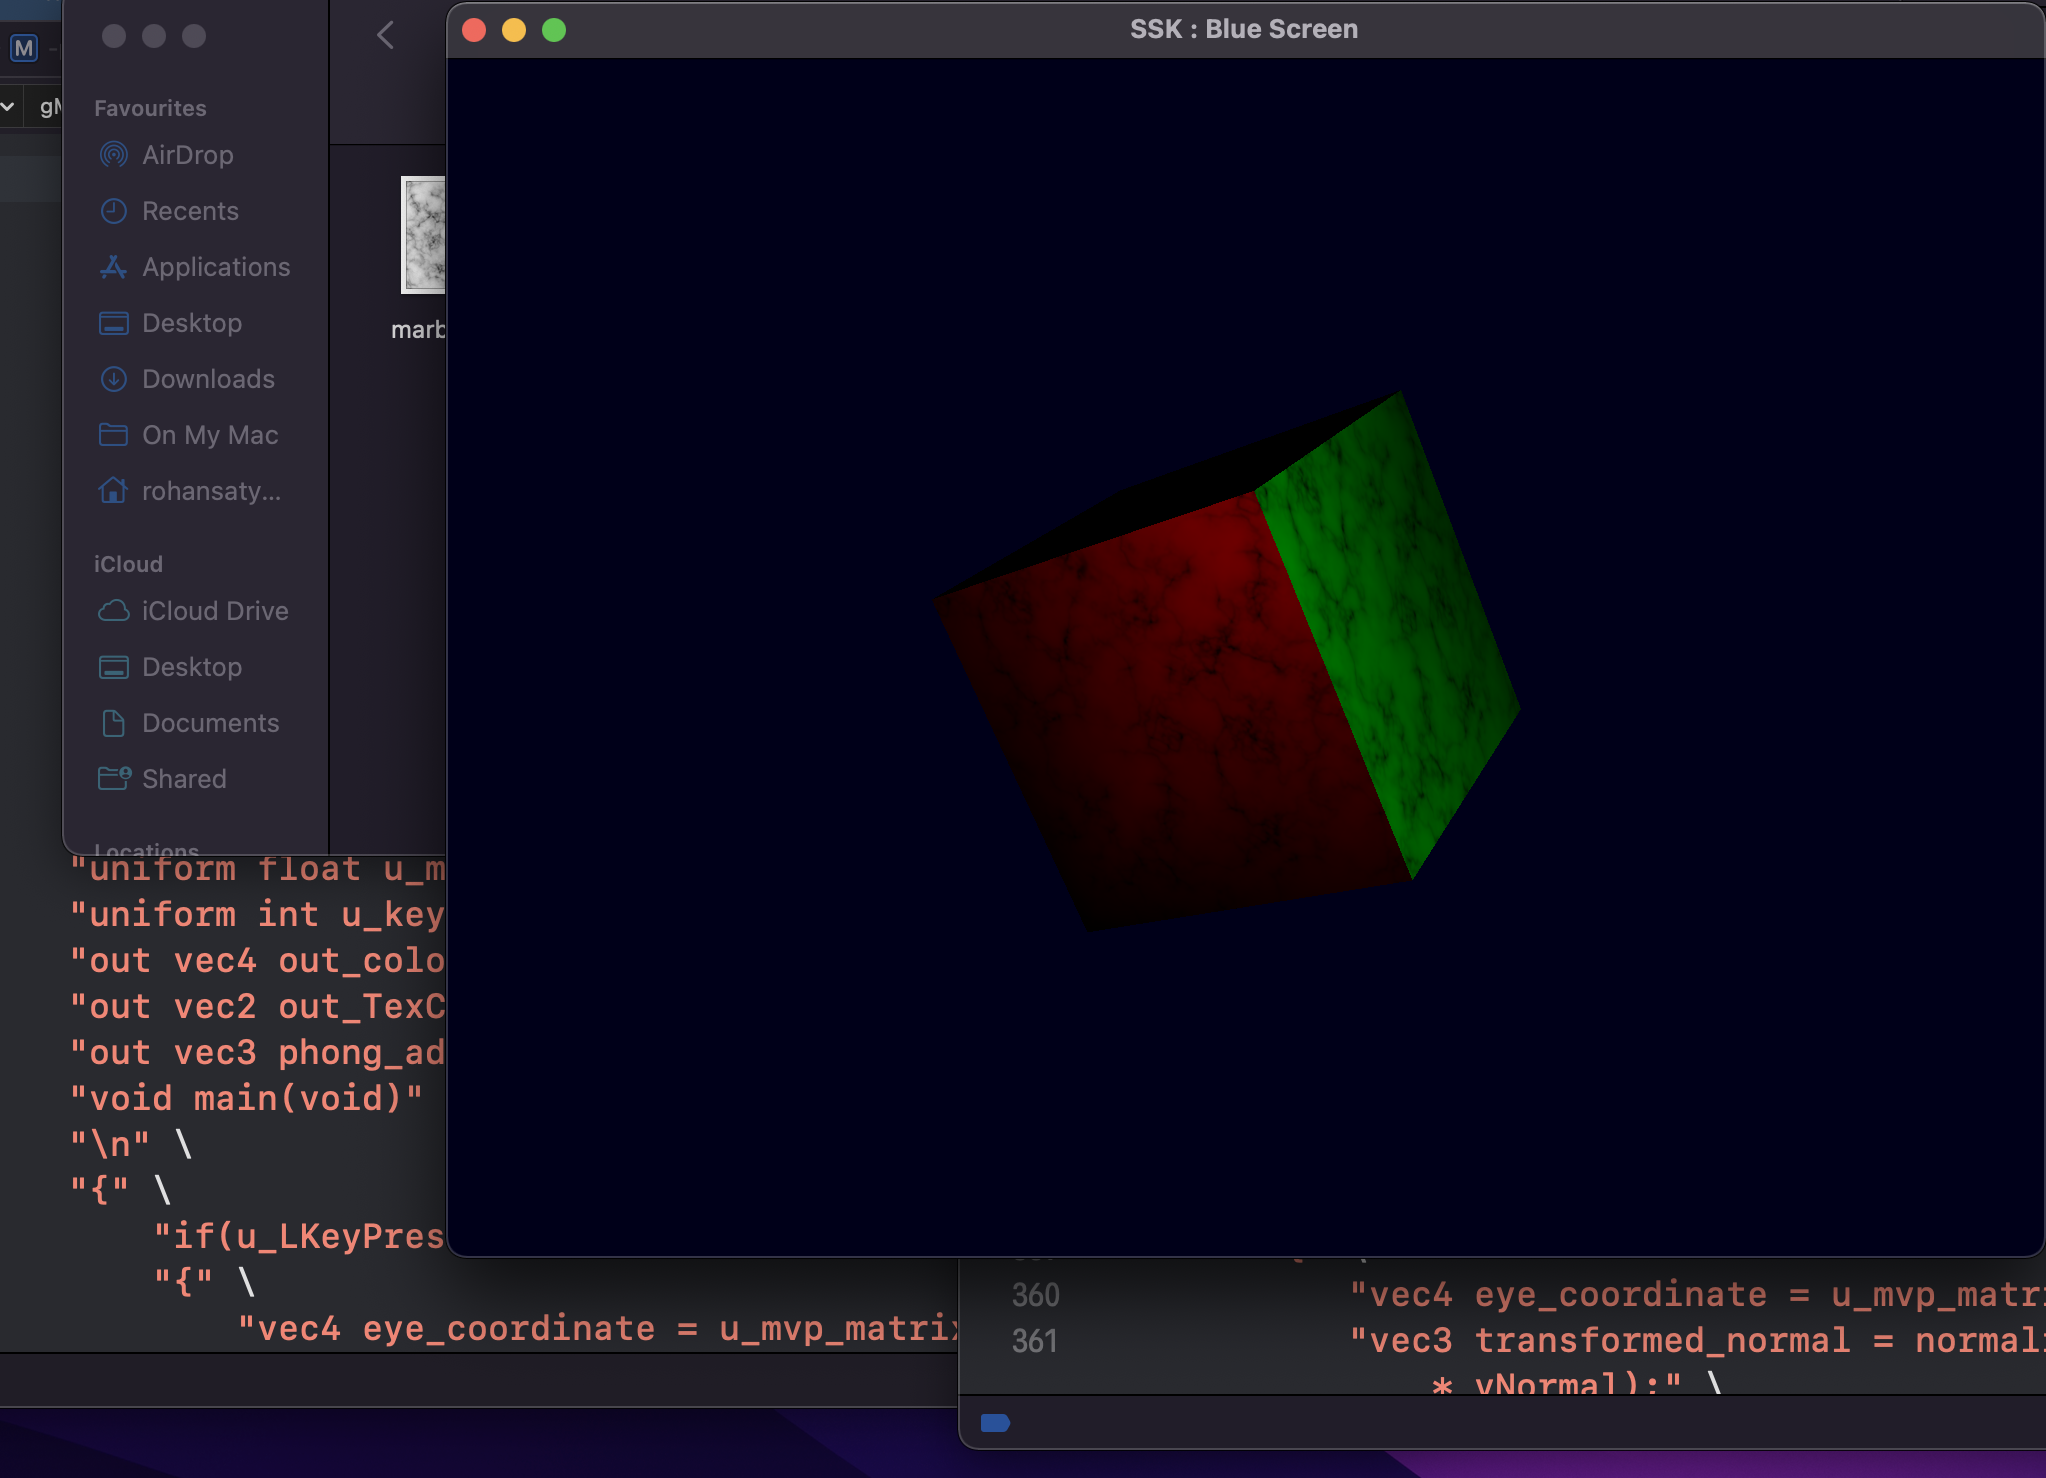 SSK : Blue Screen
M
gM
Favourites
AirDrop
Recents
Applications
Desktop
Downloads
On My Mac
rohansaty...
iCloud
iCloud Drive
Desktop
Documents
Shared
Locations
marb
"uniform float u_m
"uniform int u_key
"out vec4 out_colo
"out vec2 out_TexC
"out vec3 phong_ad
"void main(void)"
"\n" \
"{" \
"if(u_LKeyPres
"{" \
"vec4 eye_coordinate = u_mvp_matrix
360 "vec4 eye_coordinate = u_mvp_matri
361 "vec3 transformed_normal = normali
* vNormal);" \